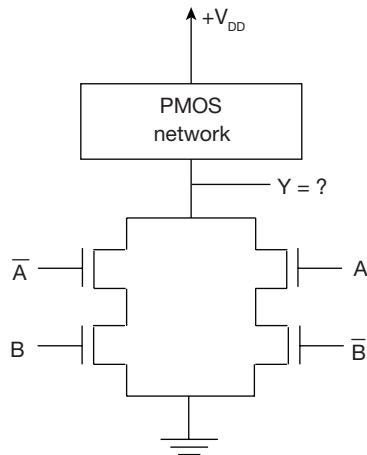 +V_DD
PMOS
network
Y = ?
A̅
A
B
B̅